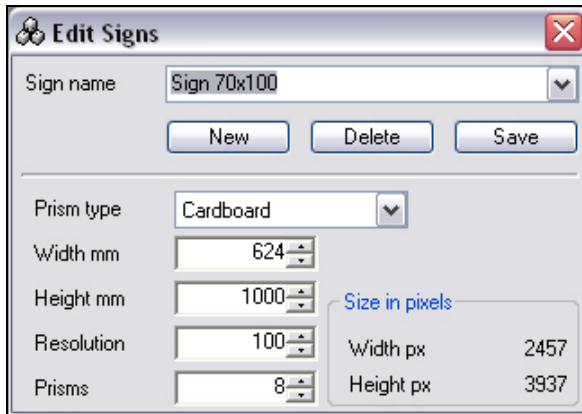 Edit Signs
Sign name Sign 70x100
New Delete Save
Prism type Cardboard
Width mm 624
Height mm 1000
Size in pixels
Resolution 100
Width px 2457
Prisms 8
Height px 3937